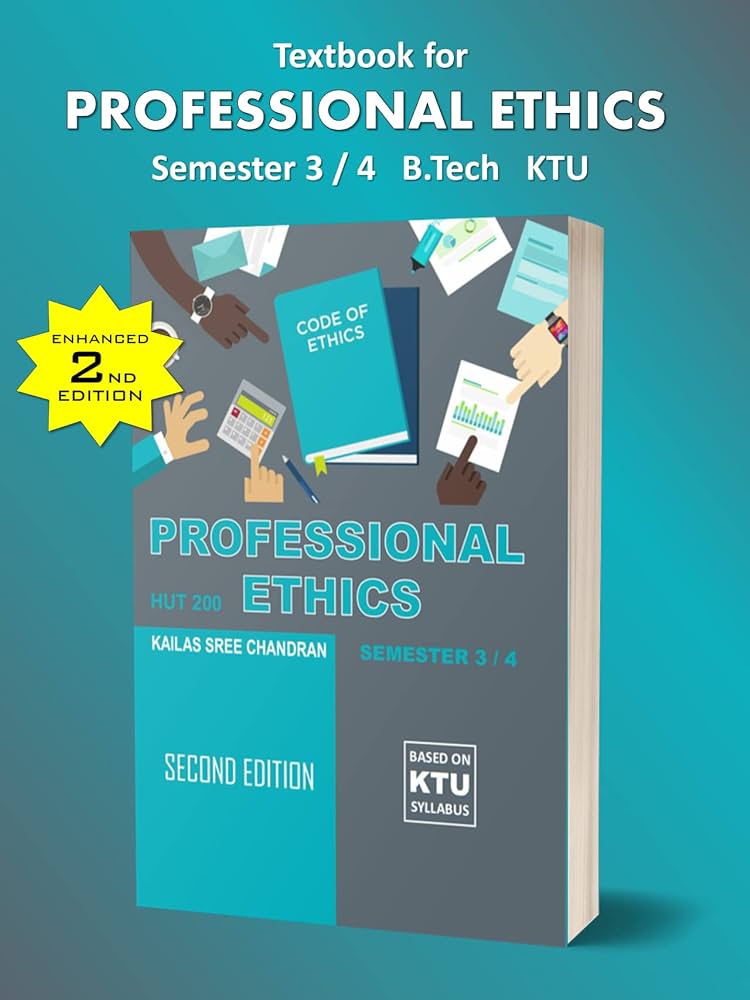 Textbook for
PROFESSIONAL ETHICS
Semester 3 / 4 B.Tech KTU
ENHANCED
2ND
EDITION
CODE OF
ETHICS
PROFESSIONAL
HUT 200 ETHICS
KAILAS SREE CHANDRAN
SEMESTER 3 / 4
SECOND EDITION
BASED ON
KTU
SYLLABUS